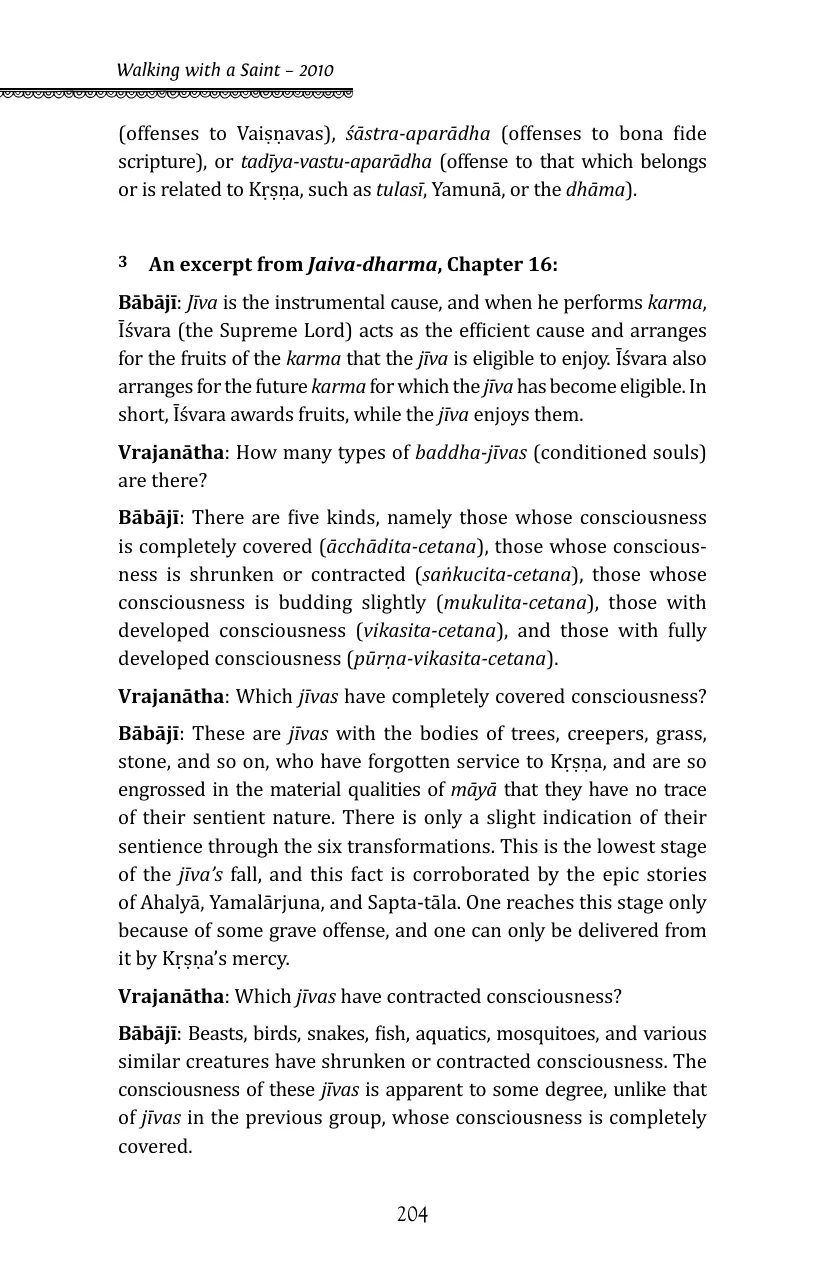 Walking with a Saint – 2010
(offenses to Vaiṣṇavas), śāstra-aparādha (offenses to bona fide
scripture), or tadīya-vastu-aparādha (offense to that which belongs
or is related to Kṛṣṇa, such as tulasī, Yamunā, or the dhāma).
3 An excerpt from Jaiva-dharma, Chapter 16:
Bābājī: Jīva is the instrumental cause, and when he performs karma,
Īśvara (the Supreme Lord) acts as the efficient cause and arranges
for the fruits of the karma that the jīva is eligible to enjoy. Īśvara also
arranges for the future karma for which the jīva has become eligible. In
short, Īśvara awards fruits, while the jīva enjoys them.
Vrajanātha: How many types of baddha-jīvas (conditioned souls)
are there?
Bābājī: There are five kinds, namely those whose consciousness
is completely covered (ācchādita-cetana), those whose conscious-
ness is shrunken or contracted (saṅkucita-cetana), those whose
consciousness is budding slightly (mukulita-cetana), those with
developed consciousness (vikasita-cetana), and those with fully
developed consciousness (pūrṇa-vikasita-cetana).
Vrajanātha: Which jīvas have completely covered consciousness?
Bābājī: These are jīvas with the bodies of trees, creepers, grass,
stone, and so on, who have forgotten service to Kṛṣṇa, and are so
engrossed in the material qualities of māyā that they have no trace
of their sentient nature. There is only a slight indication of their
sentience through the six transformations. This is the lowest stage
of the jīva's fall, and this fact is corroborated by the epic stories
of Ahalyā, Yamalārjuna, and Sapta-tāla. One reaches this stage only
because of some grave offense, and one can only be delivered from
it by Kṛṣṇa's mercy.
Vrajanātha: Which jīvas have contracted consciousness?
Bābājī: Beasts, birds, snakes, fish, aquatics, mosquitoes, and various
similar creatures have shrunken or contracted consciousness. The
consciousness of these jīvas is apparent to some degree, unlike that
of jīvas in the previous group, whose consciousness is completely
covered.
204